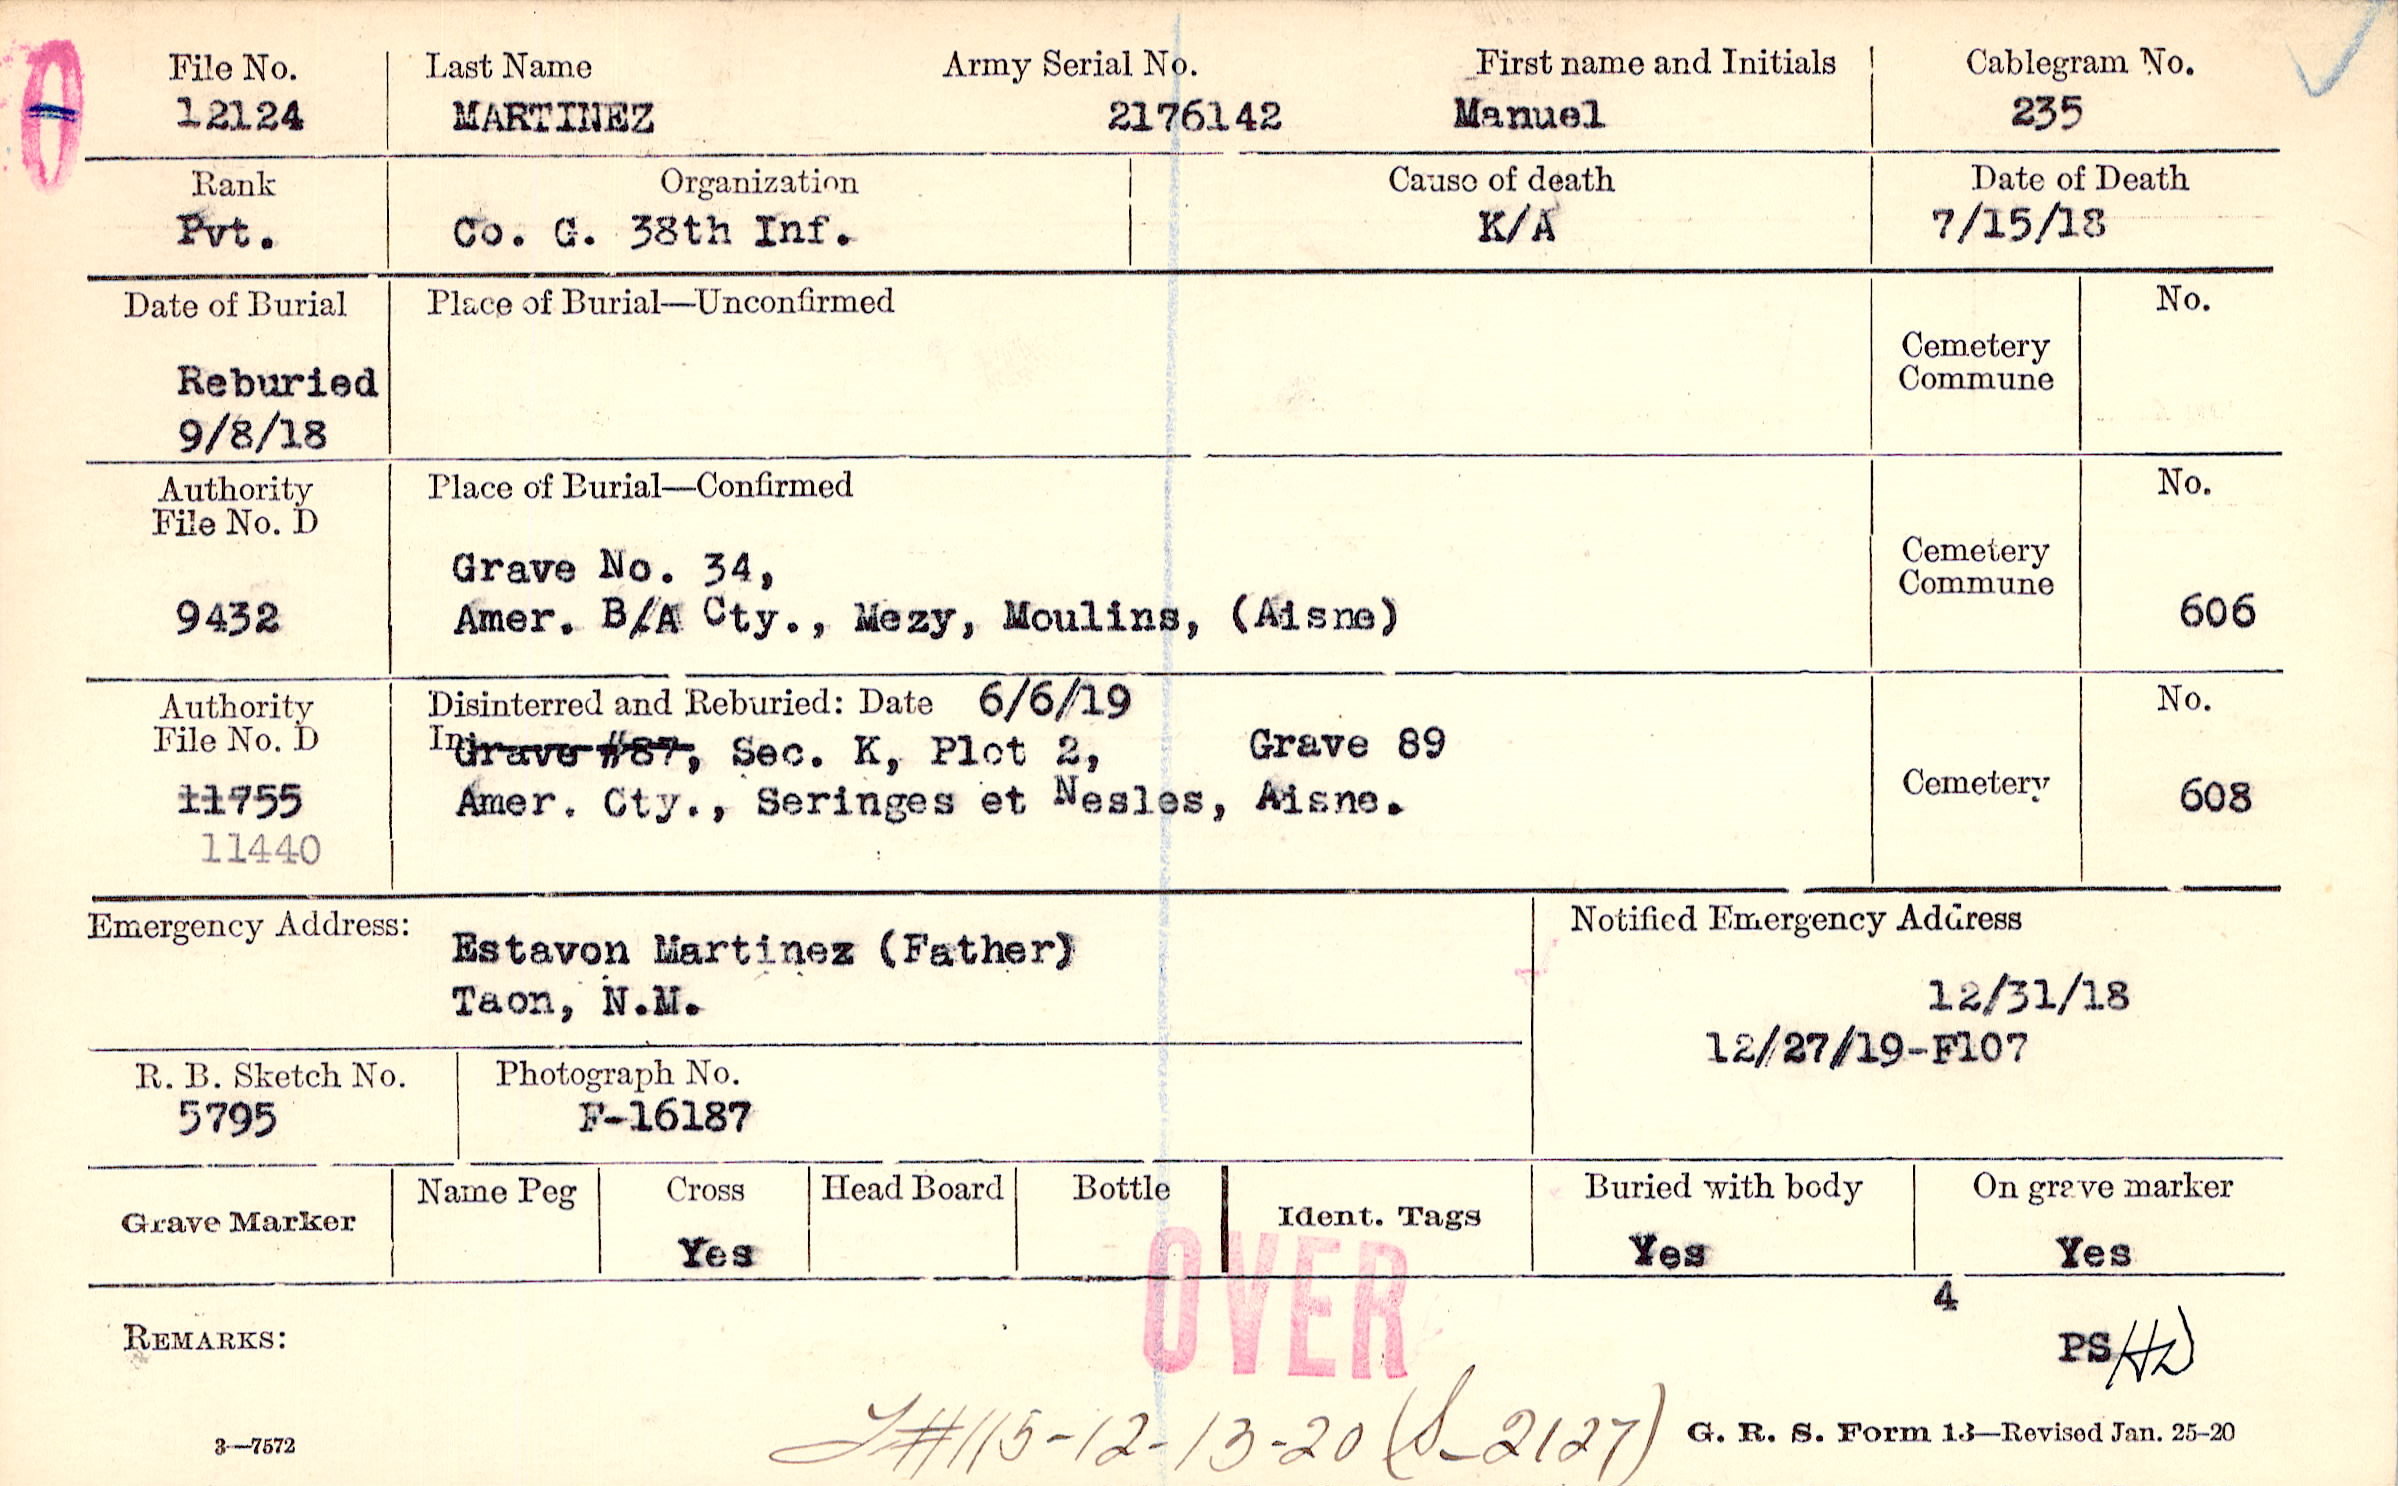 File No. Last Name Army Serial No. First name and Initials Cablegram No.
12124 MARTINEZ 2176142 Manuel 235
Rank Organization Cause of death Date of Death
Pvt. Co. G. 38th Inf. K/A 7/15/18
Date of Burial Place of Burial—Unconfirmed No.
Cemetery
Commune
Reburied
9/8/18
Authority Place of Burial—Confirmed No.
File No. D
Cemetery
Commune
Grave No. 34,
9432 Amer. B/A Cty., Mezy, Moulins, (Aisne) 606
Authority Disinterred and Reburied: Date 6/6/19 No.
File No. D In Grave #87, Sec. K, Plot 2, Grave 89
Cemetery
11755 Amer. Cty., Seringes et Nesles, Aisne. 608
11440
Emergency Address: Notified Emergency Address
Estavon Martinez (Father)
Taon, N.M. 12/31/18
12/27/19-F107
R. B. Sketch No. Photograph No.
5795 F-16187
Name Peg Cross Head Board Bottle Buried with body On grave marker
Grave Marker Ident. Tags
Yes Yes Yes
OVER
4
REMARKS:
PS
#115-12-13-20 (S-2127)
3—7572 G. R. S. Form 13—Revised Jan. 25-20